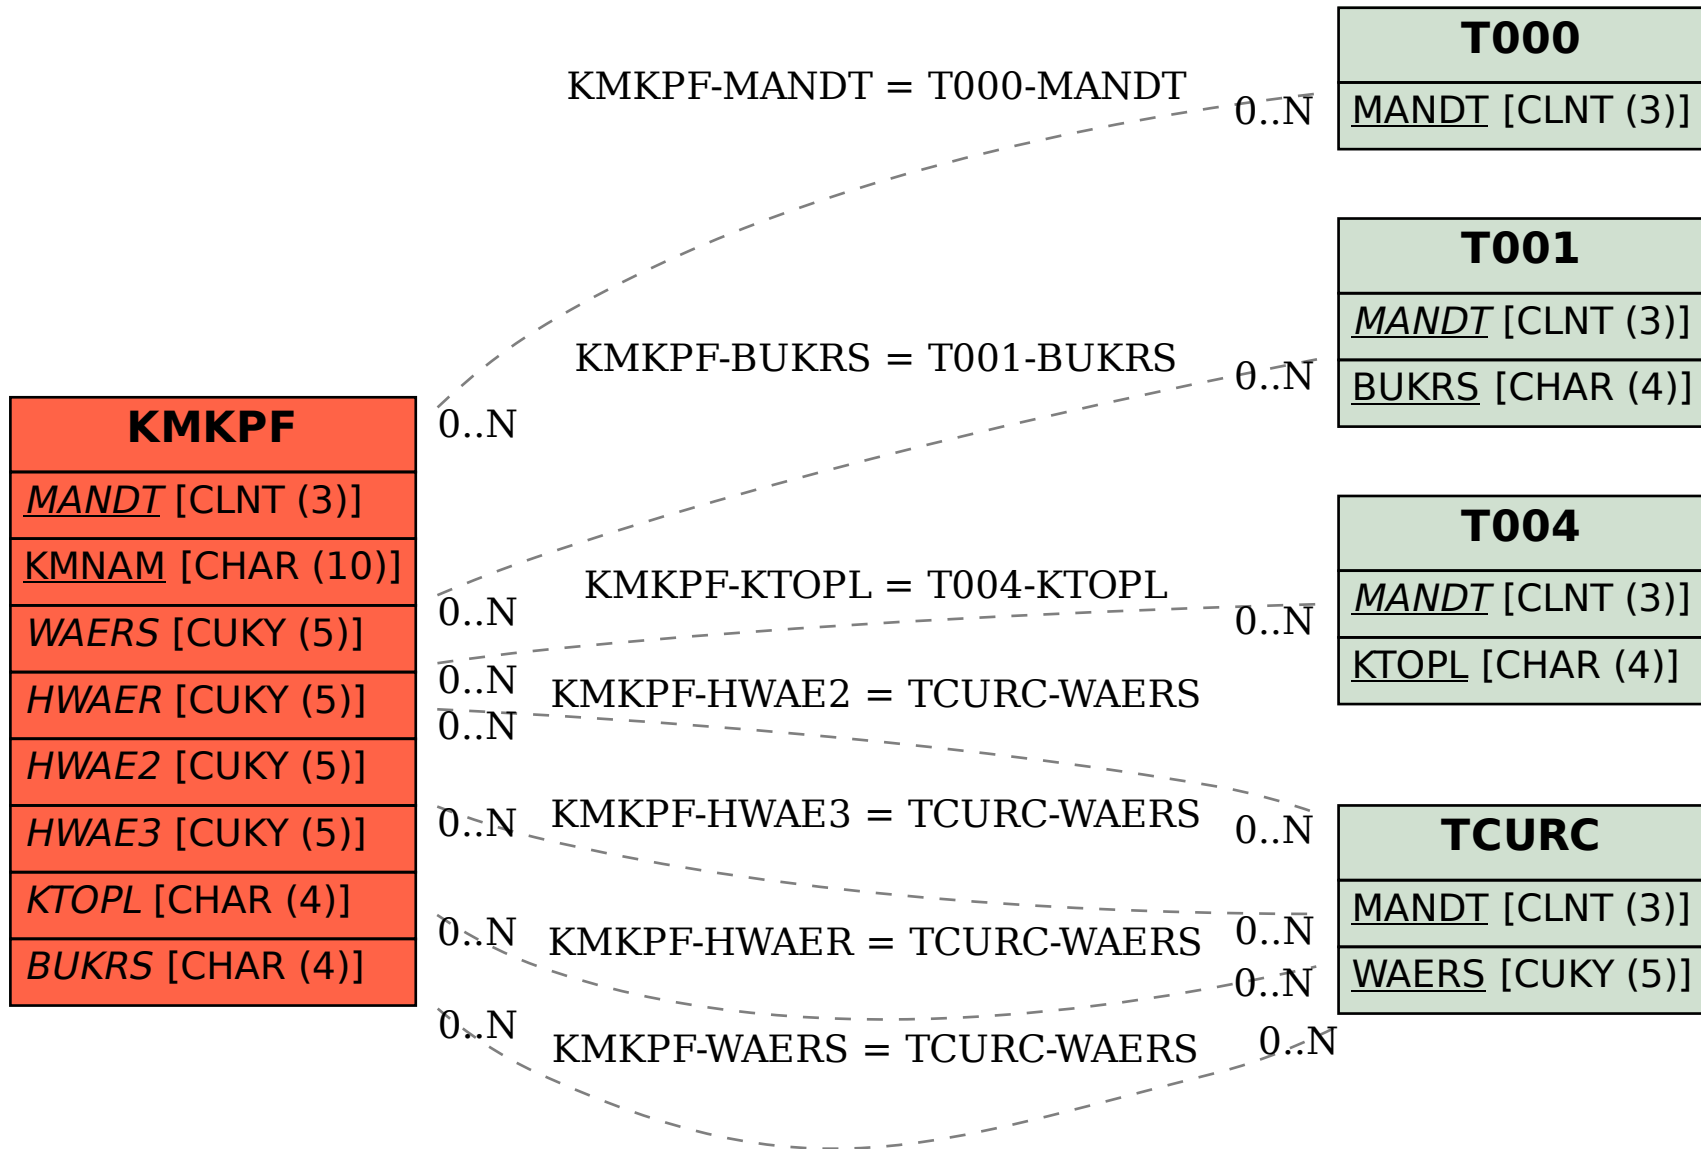 KMKPF
MANDT [CLNT (3)]
KMNAM [CHAR (10)]
WAERS [CUKY (5)]
HWAER [CUKY (5)]
HWAE2 [CUKY (5)]
HWAE3 [CUKY (5)]
KTOPL [CHAR (4)]
BUKRS [CHAR (4)]
KMKPF-MANDT = T000-MANDT
0..N
0..N
KMKPF-BUKRS = T001-BUKRS
0..N
0..N
KMKPF-KTOPL = T004-KTOPL
0..N
0..N
KMKPF-HWAE2 = TCURC-WAERS
0..N
0..N
KMKPF-HWAE3 = TCURC-WAERS
0..N
0..N
KMKPF-HWAER = TCURC-WAERS
0..N
0..N
KMKPF-WAERS = TCURC-WAERS
0..N
0..N
T000
MANDT [CLNT (3)]
T001
MANDT [CLNT (3)]
BUKRS [CHAR (4)]
T004
MANDT [CLNT (3)]
KTOPL [CHAR (4)]
TCURC
MANDT [CLNT (3)]
WAERS [CUKY (5)]